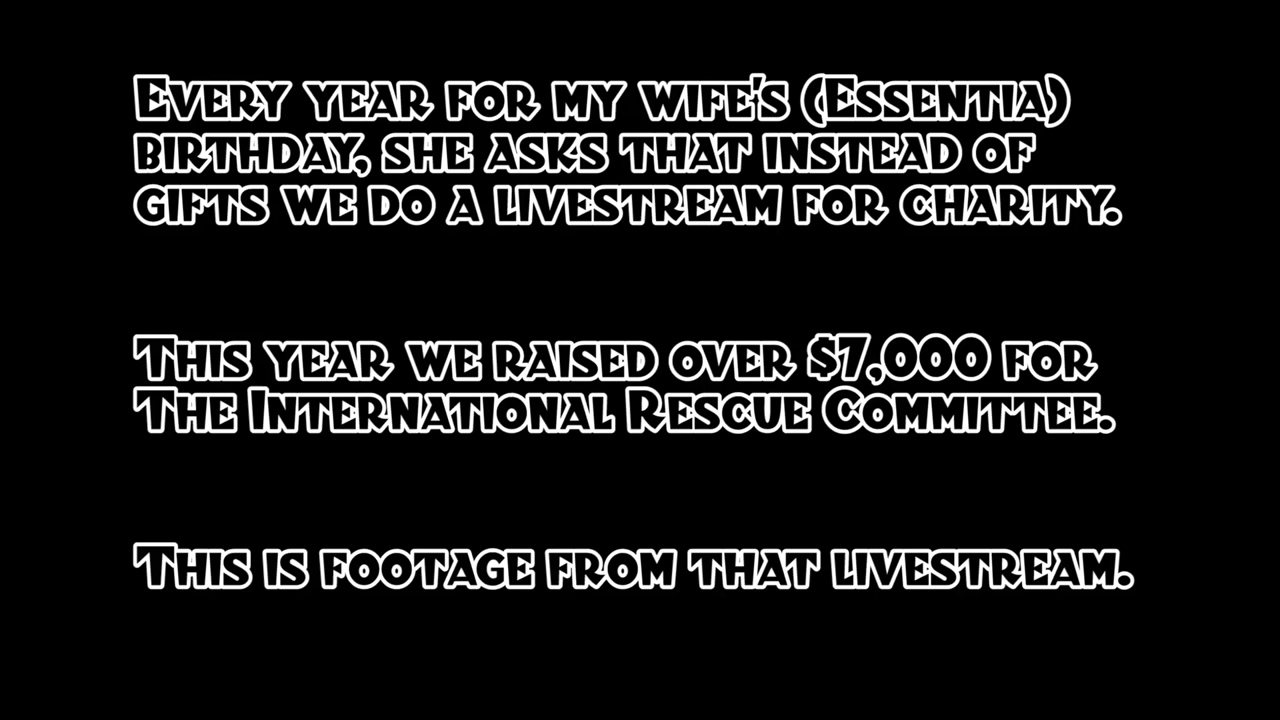 Every year for my wife's (Essentia)
birthday, she asks that instead of
gifts we do a livestream for charity.
This year we raised over $7,000 for
The International Rescue Committee.
This is footage from that livestream.